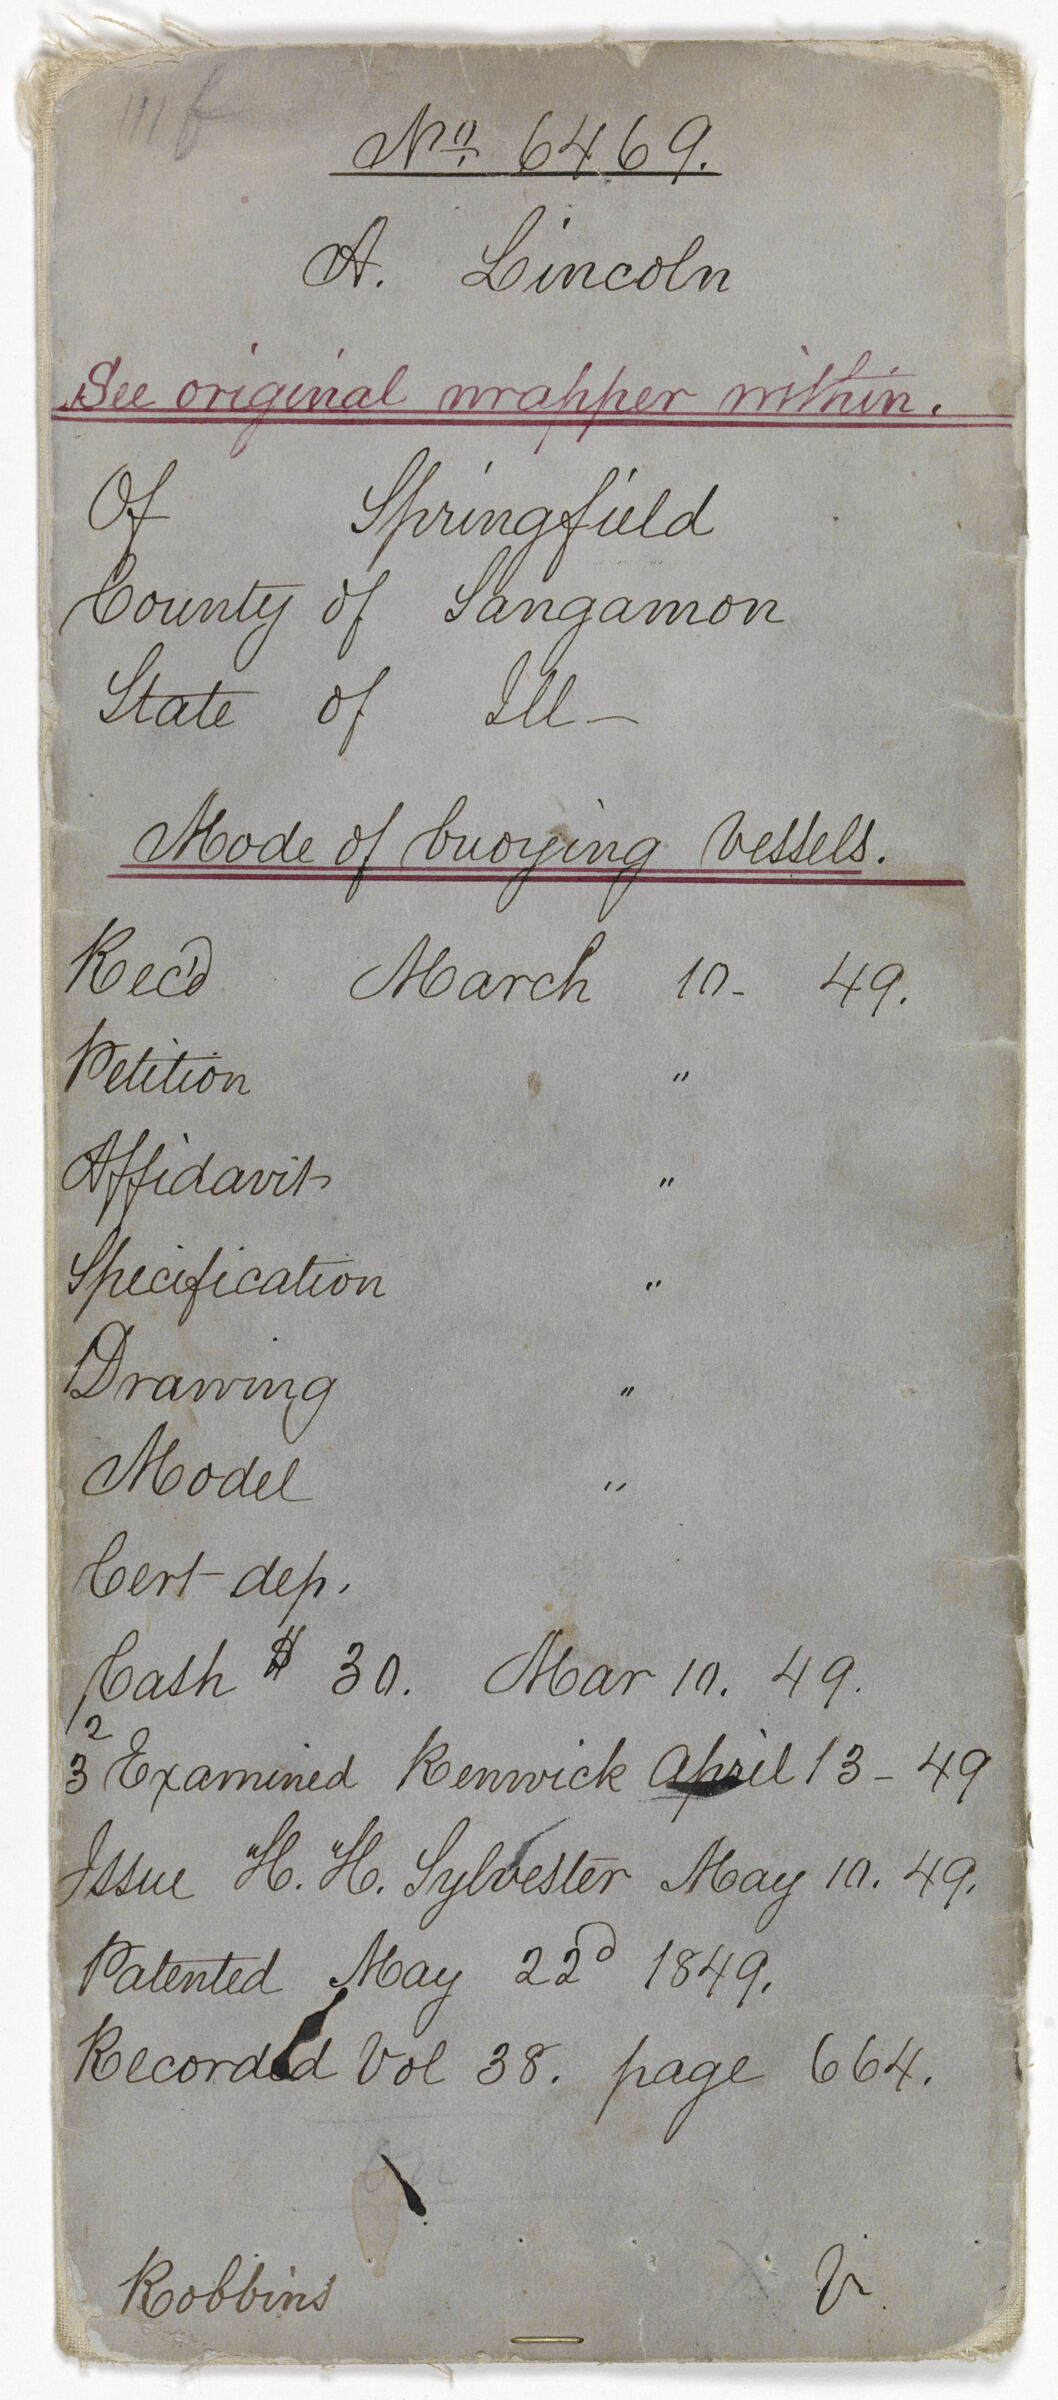 No. 6469.
A. Lincoln
See original wrapper within.
Of Springfield
County of Sangamon
State of Ill —
Mode of buoying vessels.
Rec'd March 10 - 49.
Petition "
Affidavit "
Specification "
Drawing "
Model "
Cert dep.
Cash $ 30. Mar 10. 49.
2
3 Examined Renwick April 13 - 49
Issue "H. "H. Sylvester May 10. 49.
Patented May 22d 1849.
Recorded Vol 38. page 664.
Robbins